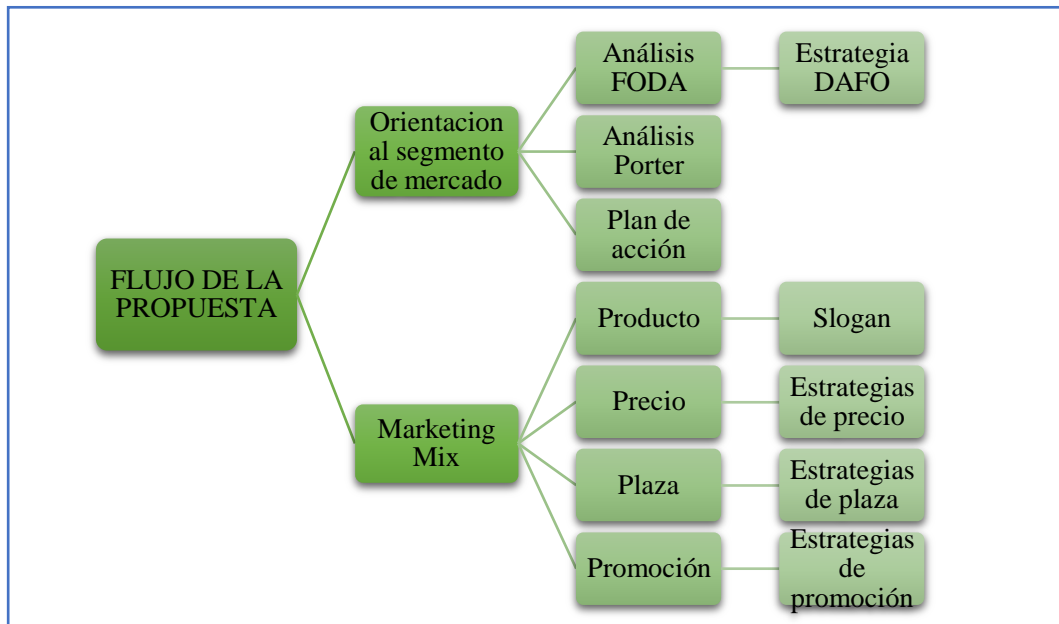 Análisis
FODA
Estrategia
DAFO
Orientacion
al segmento
de mercado
Análisis
Porter
Plan de
acción
FLUJO DE LA
PROPUESTA
Producto
Slogan
Marketing
Mix
Precio
Estrategias
de precio
Plaza
Estrategias
de plaza
Promoción
Estrategias
de
promoción